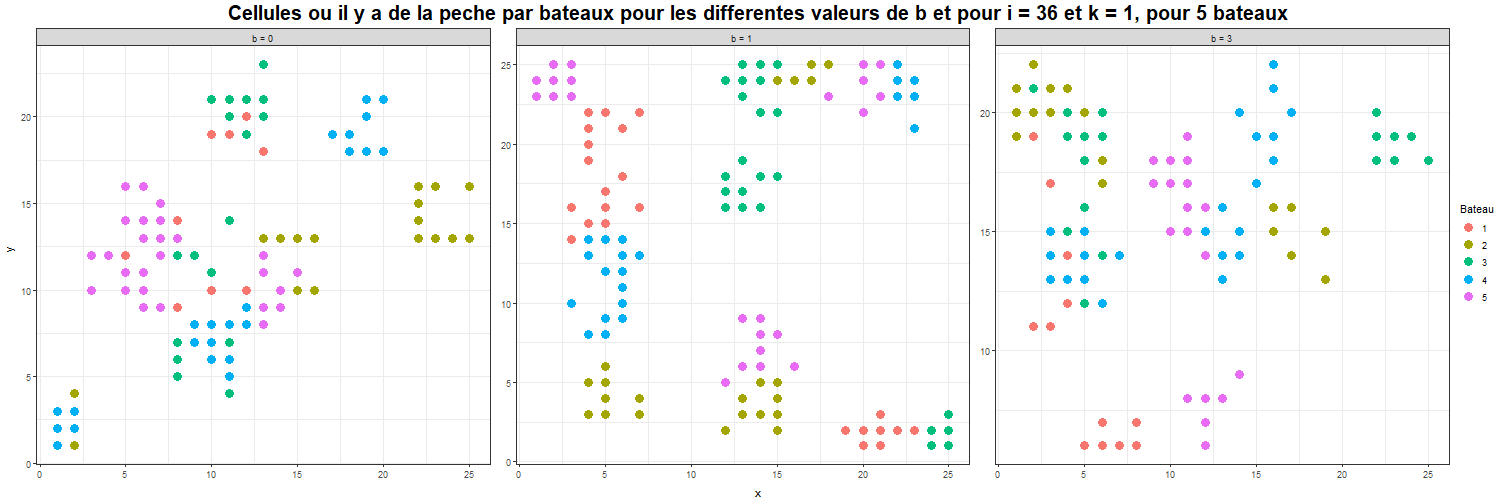 Cellules ou il y a de la peche par bateaux pour les differentes valeurs de b et pour i = 36 et k = 1, pour 5 bateaux
b = 0
b = 1
b = 3
y
20
15
10
5
0
25
20
15
10
5
0
20
15
10
0 5 10 15 20 25
0 5 10 15 20 25
0 5 10 15 20 25
x
Bateau
1
2
3
4
5